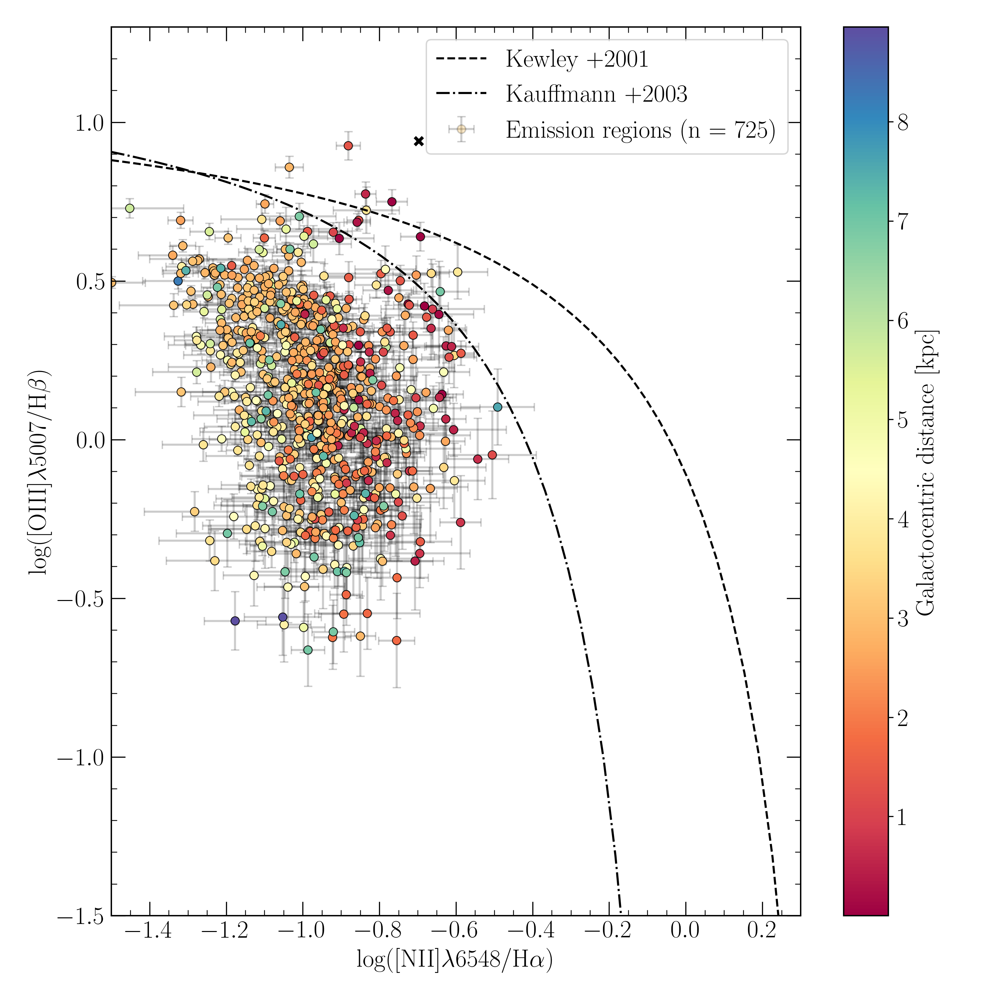 Kewley +2001
Kauffmann +2003
Emission regions (n = 725)
1.0
0.5
0.0
−0.5
−1.0
−1.5
log([OIII]λ5007/Hβ)
−1.4 −1.2 −1.0 −0.8 −0.6 −0.4 −0.2 0.0 0.2
log([NII]λ6548/Hα)
8
7
6
5
4
3
2
1
Galactocentric distance [kpc]